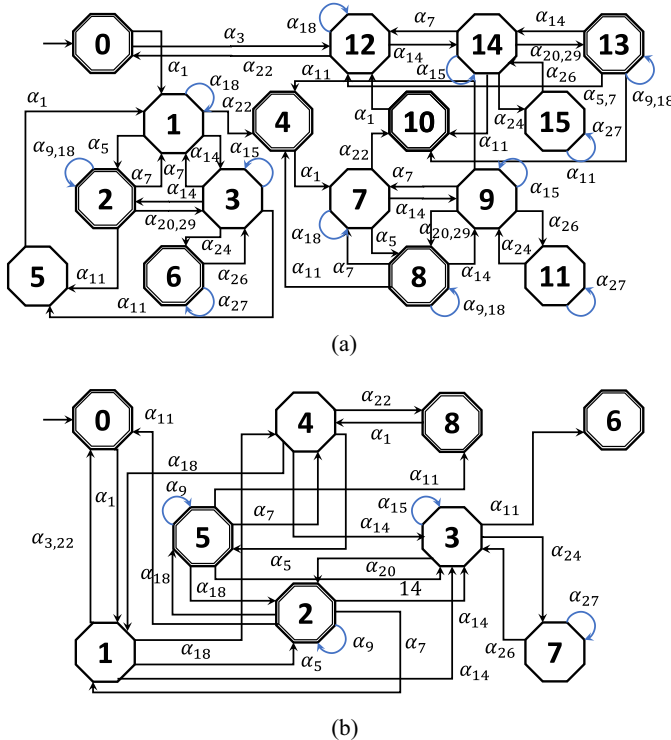 0 α3 α18 12 α7 14 α14 13
α1 α22 α14 α20,29
α18 α11 α15 α26 α5,7 α9,18
α1 1 α22 4 α1 10 α24 15
α9,18 α5 α14 α15 α22 α11 α27
2 α7 α7 3 α1 7 α7 9 α15 α11
α14 α14
α20,29 α24 α18 α5 α20,29 α26
5 α11 6 α26 α11 α7 8 α14 α24 11 α27
α11 α27 α9,18
(a)
0 α11 4 α22 8 6
α1
α18
α1 α9 α11
α3,22 5 α7 α14 α15 3 α11
α5 α24
α18 α18 α20
14
2 α14 α27
1 α18 α9 α7 α26 7
α5 α14
(b)